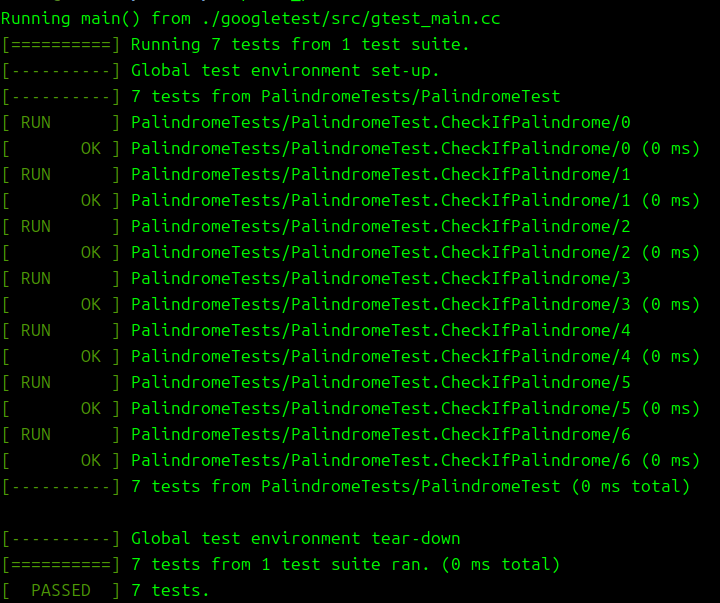 Running main() from ./googletest/src/gtest_main.cc
[==========] Running 7 tests from 1 test suite.
[----------] Global test environment set-up.
[----------] 7 tests from PalindromeTests/PalindromeTest
[ RUN      ] PalindromeTests/PalindromeTest.CheckIfPalindrome/0
[       OK ] PalindromeTests/PalindromeTest.CheckIfPalindrome/0 (0 ms)
[ RUN      ] PalindromeTests/PalindromeTest.CheckIfPalindrome/1
[       OK ] PalindromeTests/PalindromeTest.CheckIfPalindrome/1 (0 ms)
[ RUN      ] PalindromeTests/PalindromeTest.CheckIfPalindrome/2
[       OK ] PalindromeTests/PalindromeTest.CheckIfPalindrome/2 (0 ms)
[ RUN      ] PalindromeTests/PalindromeTest.CheckIfPalindrome/3
[       OK ] PalindromeTests/PalindromeTest.CheckIfPalindrome/3 (0 ms)
[ RUN      ] PalindromeTests/PalindromeTest.CheckIfPalindrome/4
[       OK ] PalindromeTests/PalindromeTest.CheckIfPalindrome/4 (0 ms)
[ RUN      ] PalindromeTests/PalindromeTest.CheckIfPalindrome/5
[       OK ] PalindromeTests/PalindromeTest.CheckIfPalindrome/5 (0 ms)
[ RUN      ] PalindromeTests/PalindromeTest.CheckIfPalindrome/6
[       OK ] PalindromeTests/PalindromeTest.CheckIfPalindrome/6 (0 ms)
[----------] 7 tests from PalindromeTests/PalindromeTest (0 ms total)

[----------] Global test environment tear-down
[==========] 7 tests from 1 test suite ran. (0 ms total)
[  PASSED  ] 7 tests.